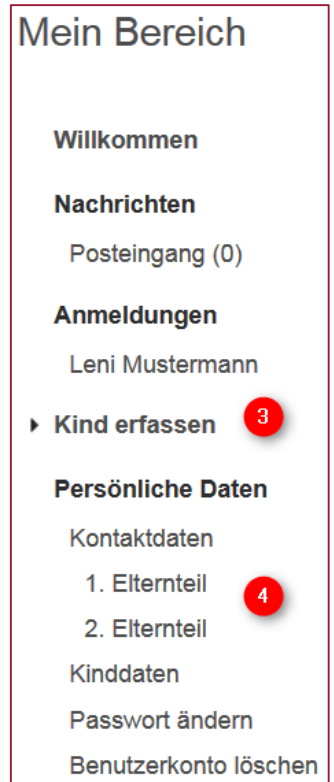 Mein Bereich
Willkommen
Nachrichten
Posteingang (0)
Anmeldungen
Leni Mustermann
Kind erfassen 3
Persönliche Daten
Kontaktdaten
1. Elternteil
4
2. Elternteil
Kinddaten
Passwort ändern
Benutzerkonto löschen